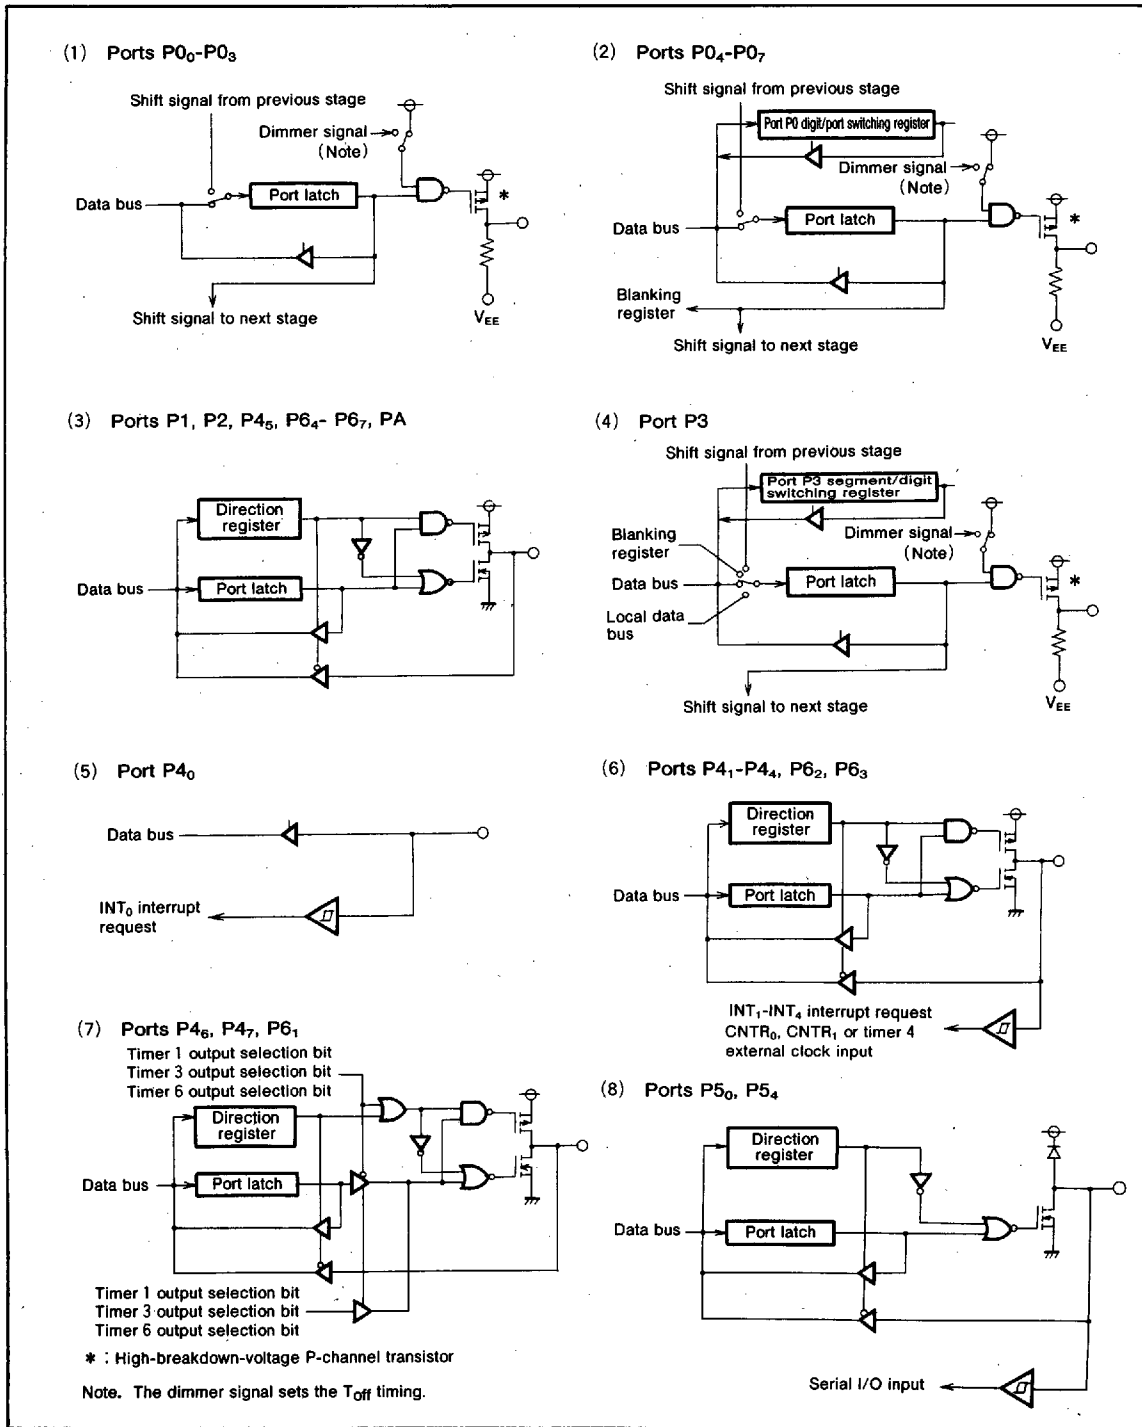 (1) Ports P0₀-P0₃
Shift signal from previous stage
Dimmer signal
(Note)
Port latch
*
Data bus
Shift signal to next stage
VEE
(2) Ports P0₄-P0₇
Shift signal from previous stage
Port P0 digit/port switching register
Dimmer signal
(Note)
Data bus
Port latch
*
Blanking
register
Shift signal to next stage
VEE
(3) Ports P1, P2, P4₅, P6₄- P6₇, PA
Direction
register
Data bus
Port latch
(4) Port P3
Shift signal from previous stage
Port P3 segment/digit
switching register
Dimmer signal
(Note)
Blanking
register
Data bus
Port latch
*
Local data
bus
Shift signal to next stage
VEE
(5) Port P4₀
Data bus
INT₀ interrupt
request
(6) Ports P4₁-P4₄, P6₂, P6₃
Direction
register
Data bus
Port latch
INT₁-INT₄ interrupt request
CNTR₀, CNTR₁ or timer 4
external clock input
(7) Ports P4₆, P4₇, P6₁
Timer 1 output selection bit
Timer 3 output selection bit
Timer 6 output selection bit
Direction
register
Data bus
Port latch
Timer 1 output selection bit
Timer 3 output selection bit
Timer 6 output selection bit
(8) Ports P5₀, P5₄
Direction
register
Data bus
Port latch
Serial I/O input
* : High-breakdown-voltage P-channel transistor
Note. The dimmer signal sets the Toff timing.